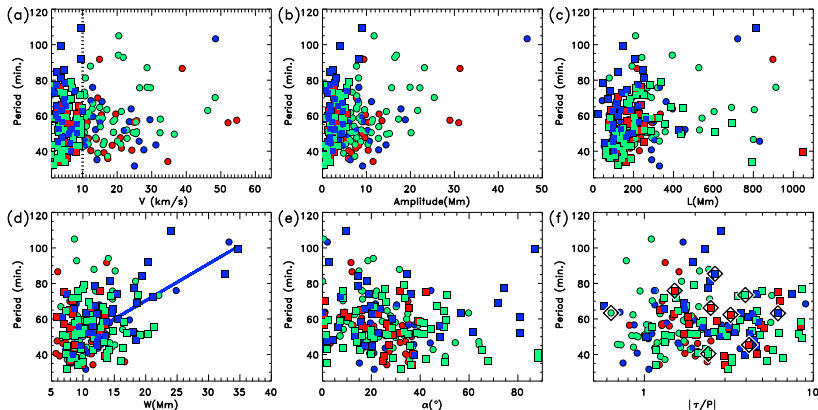 (a) (b) (c)
120 120 120
100 100 100
80 80 80
60 60 60
40 40 40
Period (min.) Period (min.) Period (min.)
0 10 20 30 40 50 60 0 10 20 30 40 50 0 200 400 600 800 1000
V (km/s) Amplitude(Mm) L(Mm)
(d) (e) (f)
120 120 120
100 100 100
80 80 80
60 60 60
40 40 40
Period (min.) Period (min.) Period (min.)
5 10 15 20 25 30 35 40 0 20 40 60 80 1 10
W(Mm) α(°) |τ/P|